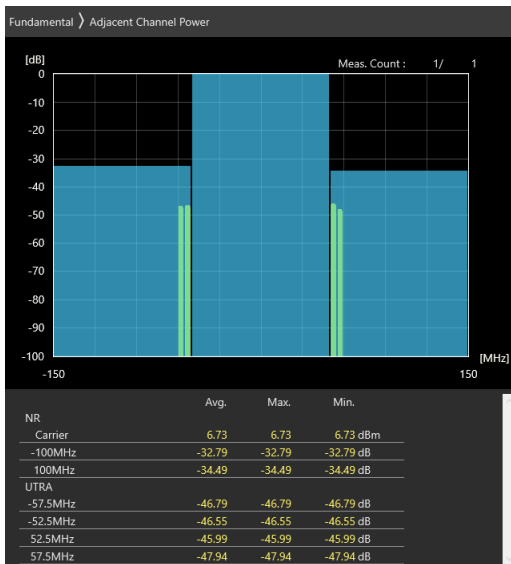 Fundamental 〉 Adjacent Channel Power
[dB] Meas. Count : 1/ 1
0
-10
-20
-30
-40
-50
-60
-70
-80
-90
-100 [MHz]
-150 150
Avg. Max. Min.
NR
Carrier 6.73 6.73 6.73 dBm
-100MHz -32.79 -32.79 -32.79 dB
100MHz -34.49 -34.49 -34.49 dB
UTRA
-57.5MHz -46.79 -46.79 -46.79 dB
-52.5MHz -46.55 -46.55 -46.55 dB
52.5MHz -45.99 -45.99 -45.99 dB
57.5MHz -47.94 -47.94 -47.94 dB